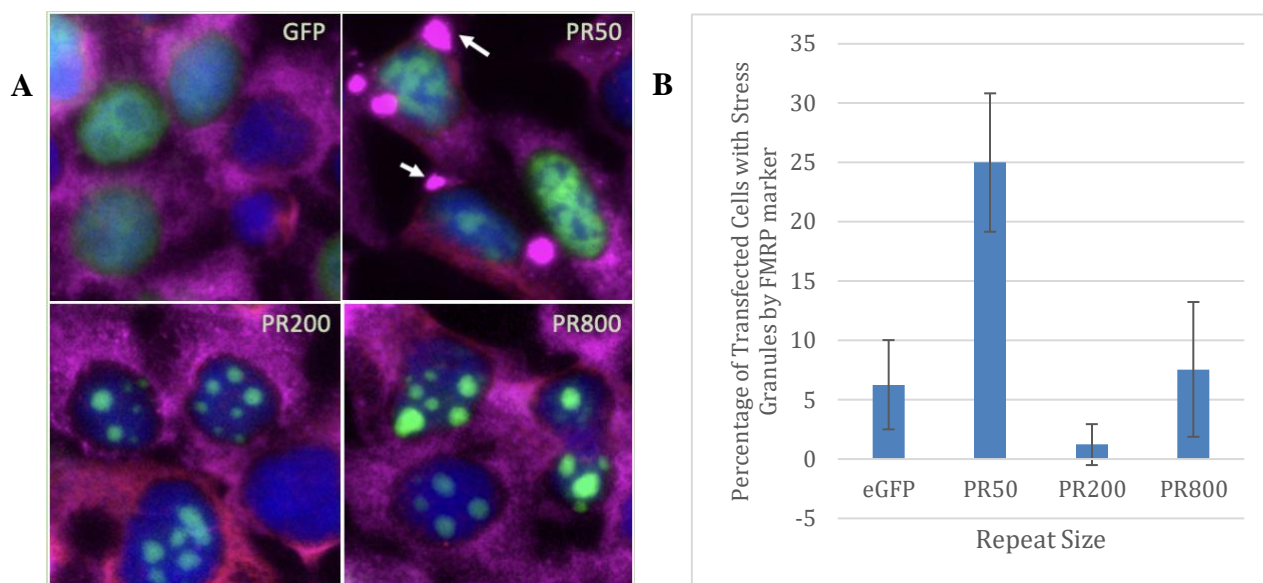 A
GFP
PR50
PR200
PR800
B
Percentage of Transfected Cells with Stress
Granules by FMRP marker
35
30
25
20
15
10
5
0
-5
eGFP PR50 PR200 PR800
Repeat Size